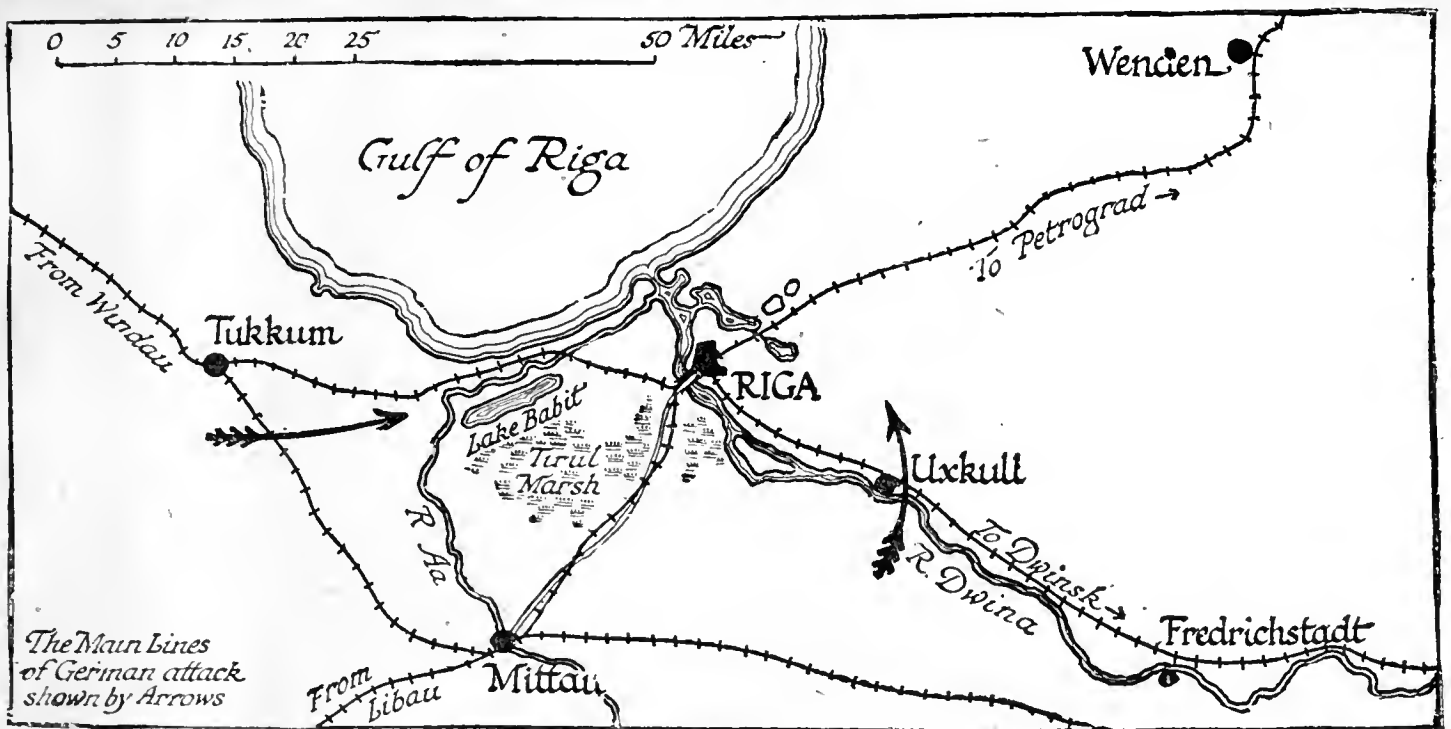 0 5 10 15 20 25 50 Miles
Wenden
Gulf of Riga
To Petrograd →
From Windau
Tukkum
RIGA
Lake Babit
Tirul
Marsh
Uxkull
R Aa
To Dwinsk →
R. Dwina
Fredrichstadt
The Main Lines
of German attack
shown by Arrows
From
Libau
Mittau